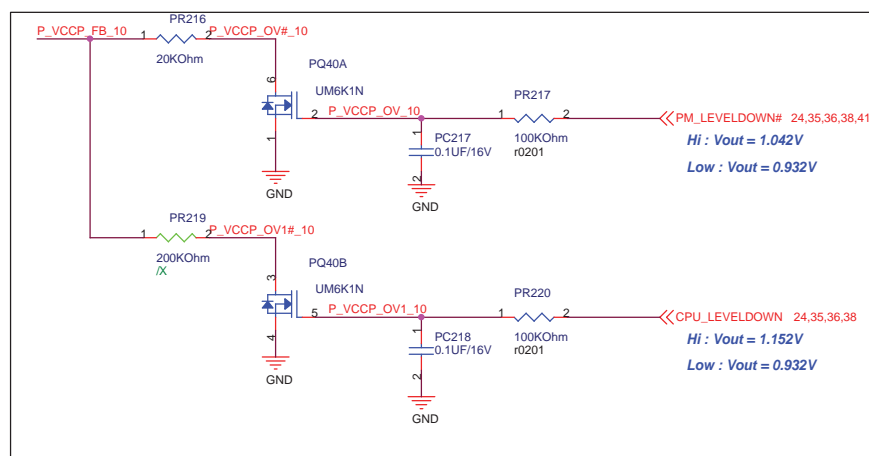 PR216
P_VCCP_FB_10
1
2
P_VCCP_OV#_10
20KOhm
PQ40A
6
UM6K1N
PR217
2
P_VCCP_OV_10
1
2
PM_LEVELDOWN# 24,35,36,38,41
1
1
PC217
0.1UF/16V
100KOhm
r0201
Hi : Vout = 1.042V
2
Low : Vout = 0.932V
GND
GND
PR219
1
2
P_VCCP_OV1#_10
200KOhm
/X
PQ40B
3
UM6K1N
PR220
5
P_VCCP_OV1_10
1
2
CPU_LEVELDOWN 24,35,36,38
4
1
PC218
0.1UF/16V
100KOhm
r0201
Hi : Vout = 1.152V
2
Low : Vout = 0.932V
GND
GND